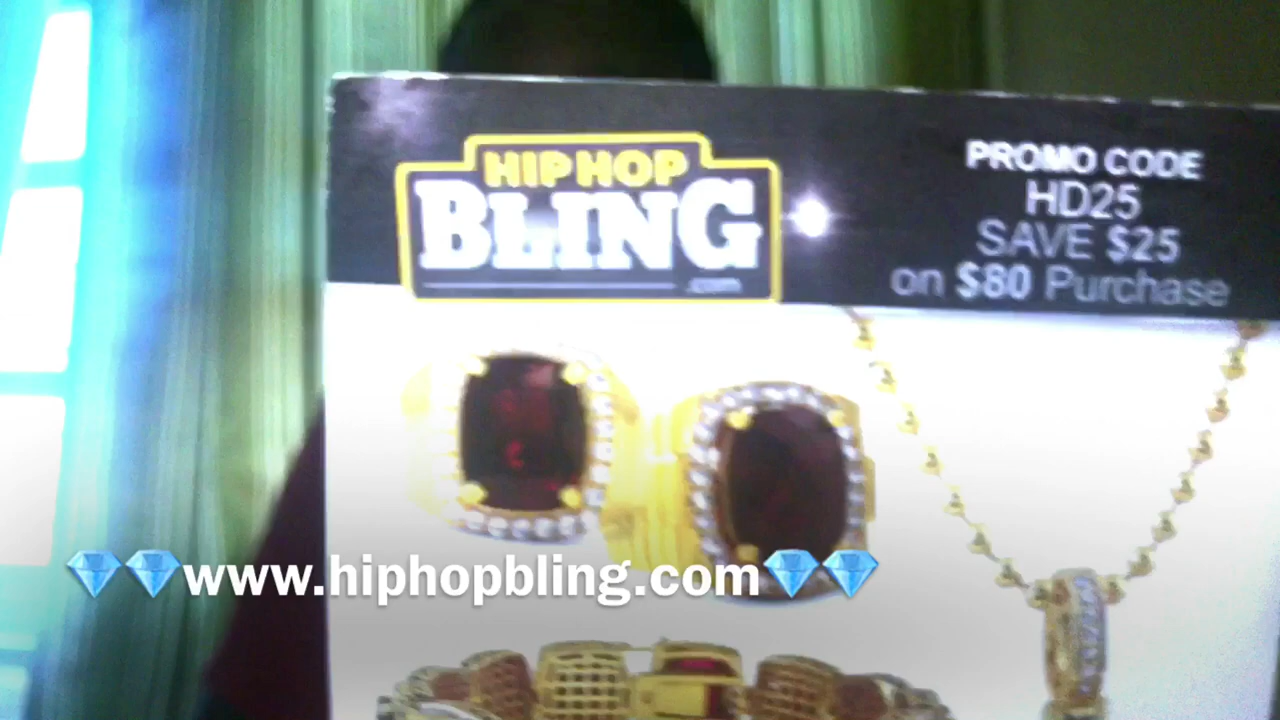 HIP HOP
BLING
.com
PROMO CODE
HD25
SAVE $25
on $80 Purchase
💎💎www.hiphopbling.com💎💎